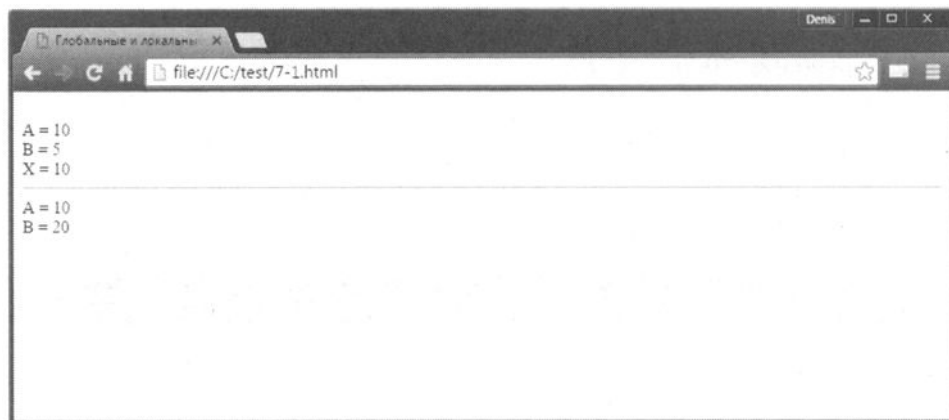 Denis
Глобальные и локальны
file:///C:/test/7-1.html
A = 10
B = 5
X = 10
A = 10
B = 20